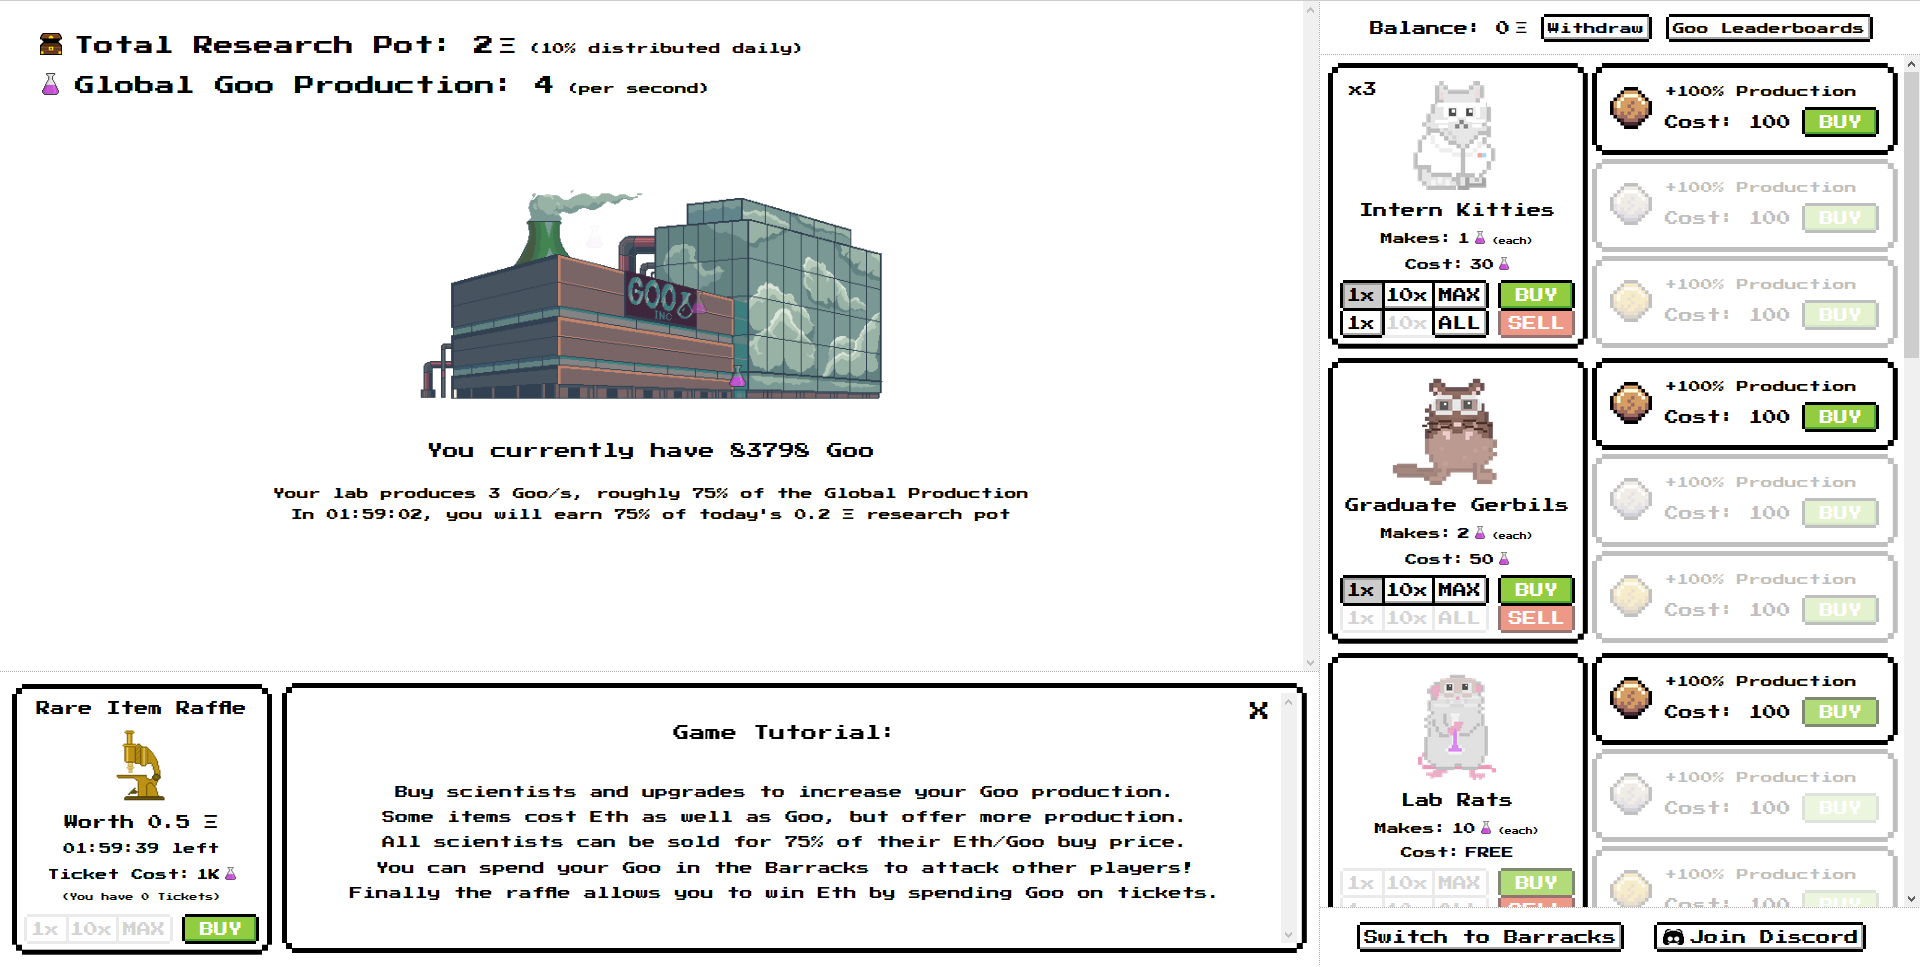 Total Research Pot: 2Ξ (10% distributed daily)
Global Goo Production: 4 (per second)
GOO
INC
You currently have 83798 Goo
Your lab produces 3 Goo/s, roughly 75% of the Global Production
In 01:59:02, you will earn 75% of today's 0.2 Ξ research pot
Rare Item Raffle
Worth 0.5 Ξ
01:59:39 left
Ticket Cost: 1K
(You have 0 Tickets)
1x 10x MAX BUY
X
Game Tutorial:
Buy scientists and upgrades to increase your Goo production.
Some items cost Eth as well as Goo, but offer more production.
All scientists can be sold for 75% of their Eth/Goo buy price.
You can spend your Goo in the Barracks to attack other players!
Finally the raffle allows you to win Eth by spending Goo on tickets.
Balance: 0Ξ Withdraw Goo Leaderboards
x3
Intern Kitties
Makes: 1 (each)
Cost: 30
1x 10x MAX BUY
1x 10x ALL SELL
+100% Production
Cost: 100 BUY
+100% Production
Cost: 100 BUY
+100% Production
Cost: 100 BUY
Graduate Gerbils
Makes: 2 (each)
Cost: 50
1x 10x MAX BUY
1x 10x ALL SELL
+100% Production
Cost: 100 BUY
+100% Production
Cost: 100 BUY
+100% Production
Cost: 100 BUY
Lab Rats
Makes: 10 (each)
Cost: FREE
1x 10x MAX BUY
1x 10x ALL SELL
+100% Production
Cost: 100 BUY
+100% Production
Cost: 100 BUY
+100% Production
Cost: 100 BUY
Switch to Barracks Join Discord